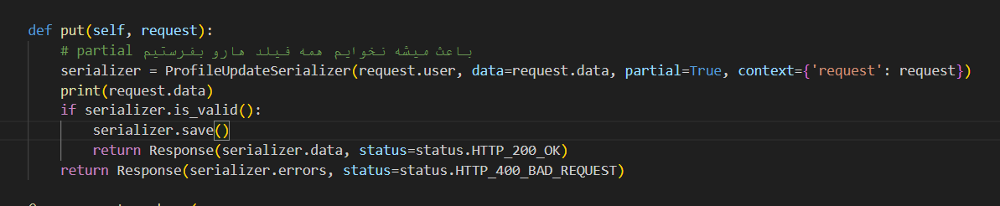 def put(self, request):
# partial باعث میشه نخوایم همه فیلد هارو بفرستیم
serializer = ProfileUpdateSerializer(request.user, data=request.data, partial=True, context={'request': request})
print(request.data)
if serializer.is_valid():
serializer.save()
return Response(serializer.data, status=status.HTTP_200_OK)
return Response(serializer.errors, status=status.HTTP_400_BAD_REQUEST)